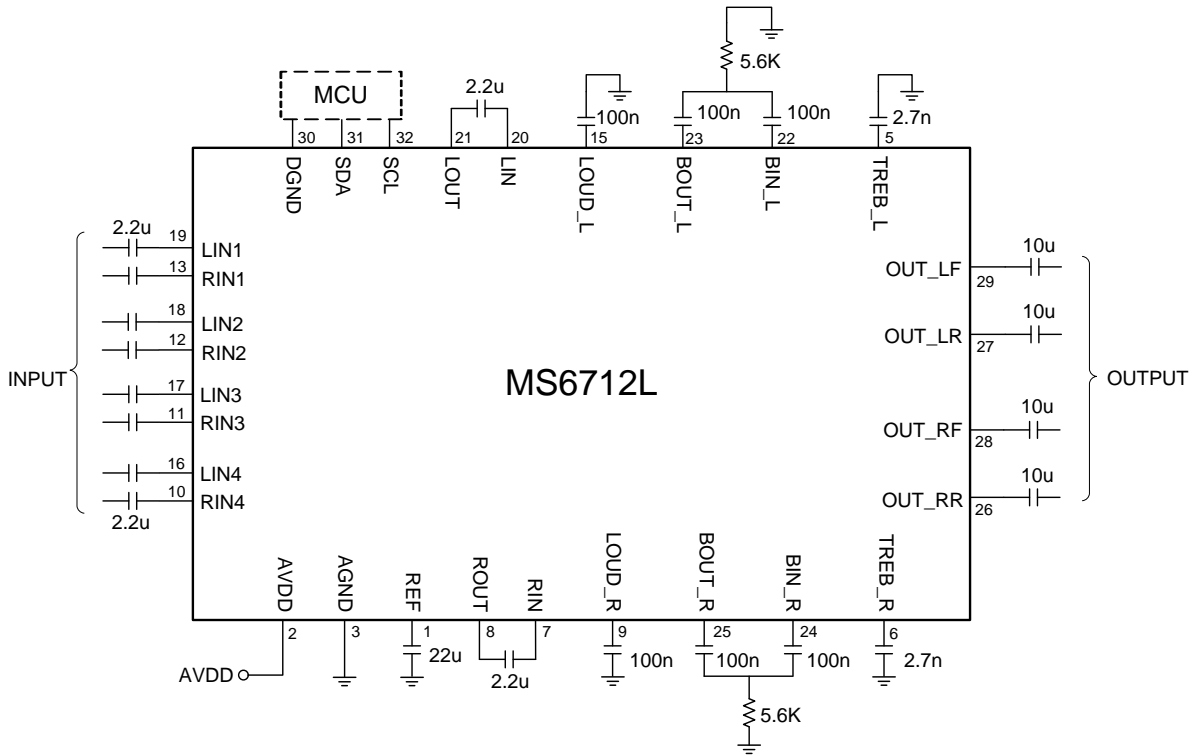 5.6K
MCU
2.2u
100n
100n
100n
2.7n
30
31
32
21
20
15
23
22
5
DGND
SDA
SCL
LOUT
LIN
LOUD_L
BOUT_L
BIN_L
TREB_L
2.2u
19
LIN1
13
RIN1
18
LIN2
12
RIN2
17
LIN3
11
RIN3
16
LIN4
10
RIN4
2.2u
INPUT
MS6712L
OUT_LF
29
10u
OUT_LR
27
10u
OUT_RF
28
10u
OUT_RR
26
10u
OUTPUT
AVDD
AGND
REF
ROUT
RIN
LOUD_R
BOUT_R
BIN_R
TREB_R
2
3
1
8
7
9
25
24
6
AVDD
22u
2.2u
100n
100n
100n
2.7n
5.6K